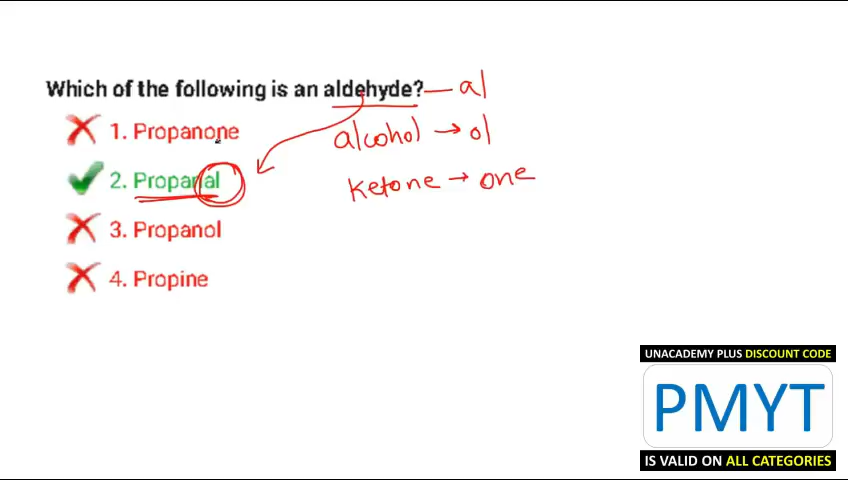 Which of the following is an aldehyde? — al
1. Propanone
alcohol → ol
2. Propanal
ketone → one
3. Propanol
4. Propine
UNACADEMY PLUS DISCOUNT CODE
PMYT
IS VALID ON ALL CATEGORIES